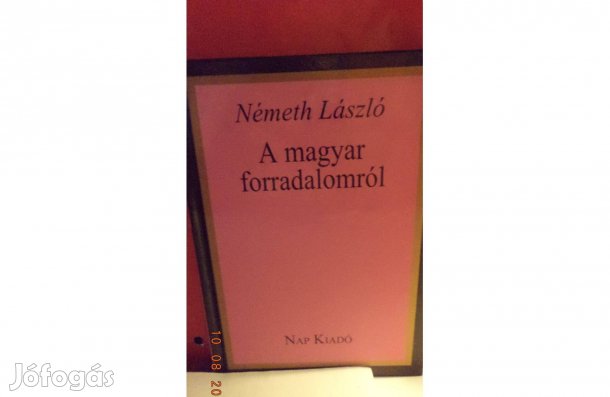 Németh László
A magyar
forradalomról
NAP KIADÓ
10 08 20
Jófogás